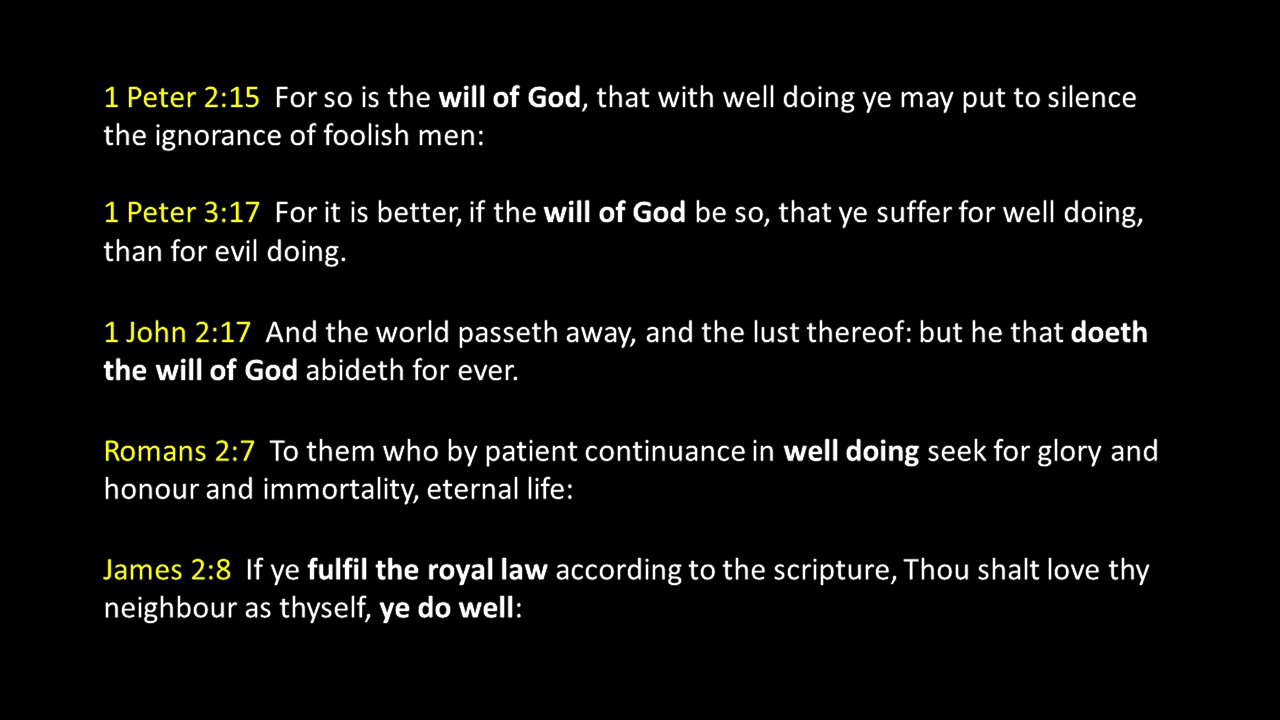 1 Peter 2:15  For so is the will of God, that with well doing ye may put to silence
the ignorance of foolish men:
1 Peter 3:17  For it is better, if the will of God be so, that ye suffer for well doing,
than for evil doing.
1 John 2:17  And the world passeth away, and the lust thereof: but he that doeth
the will of God abideth for ever.
Romans 2:7  To them who by patient continuance in well doing seek for glory and
honour and immortality, eternal life:
James 2:8  If ye fulfil the royal law according to the scripture, Thou shalt love thy
neighbour as thyself, ye do well: